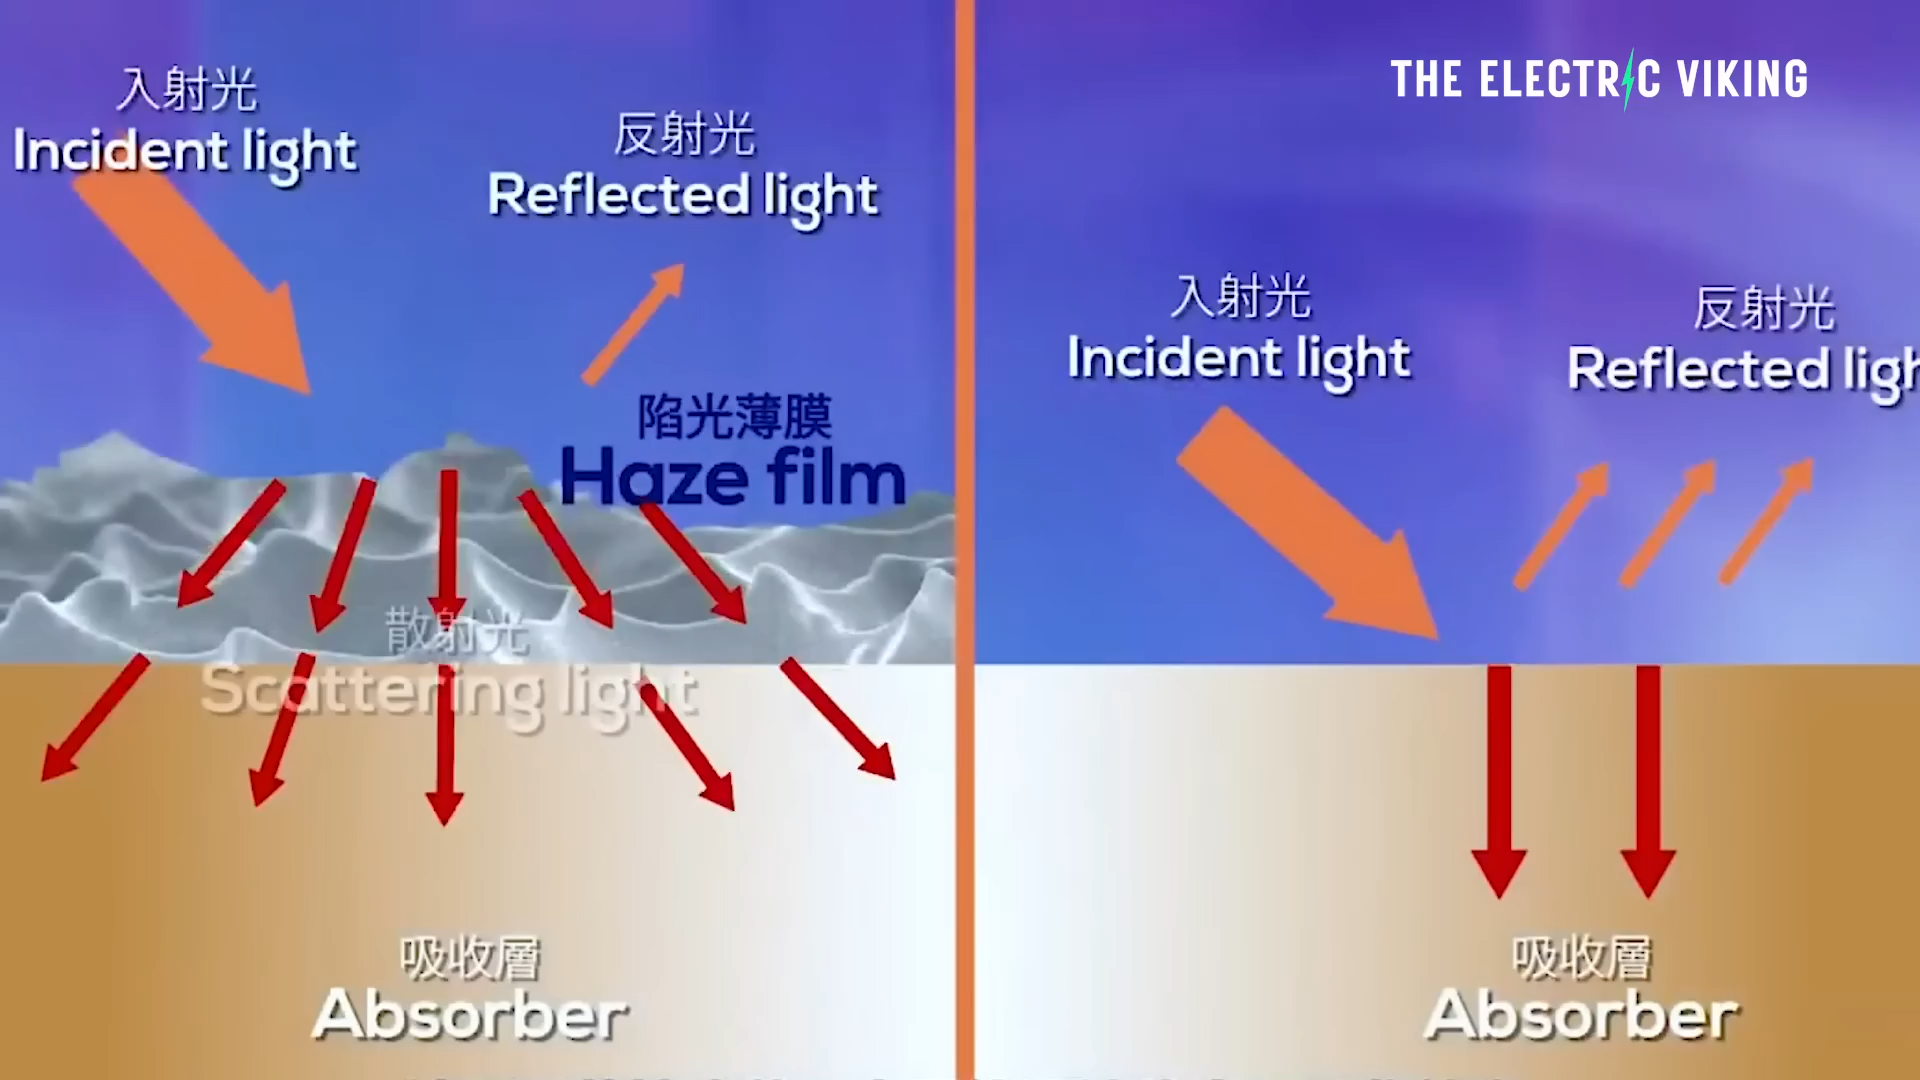 入射光
Incident light
反射光
Reflected light
陷光薄膜
Haze film
散射光
Scattering light
吸收層
Absorber
THE ELECTRIC VIKING
入射光
Incident light
反射光
Reflected ligh
吸收層
Absorber